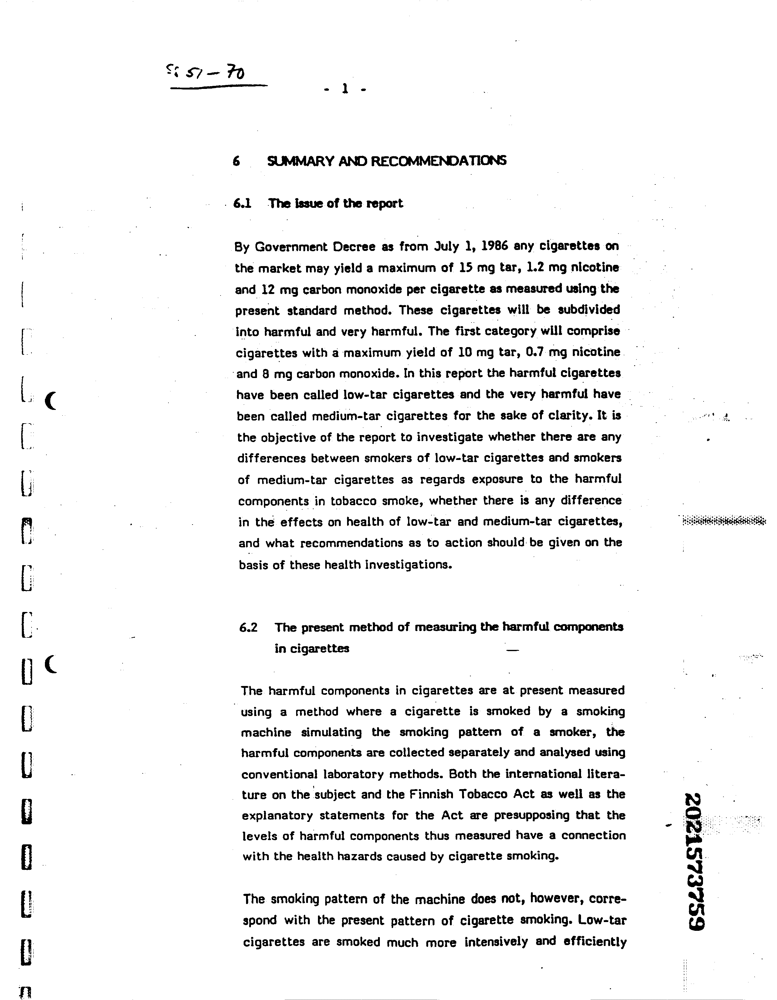 S: 51-70
- 1 -
6 SUMMARY AND RECOMMENDATIONS
6.1 The issue of the report
By Government Decree as from July 1, 1986 any cigarettes on
the market may yield a maximum of 15 mg tar, 1.2 mg nicotine
and 12 mg carbon monoxide per cigarette as measured using the
present standard method. These cigarettes will be subdivided
into harmful and very harmful. The first category will comprise
cigarettes with a maximum yield of 10 mg tar, 0.7 mg nicotine
and 8 mg carbon monoxide. In this report the harmful cigarettes
have been called low-tar cigarettes and the very harmful have
been called medium-tar cigarettes for the sake of clarity. It is
the objective of the report to investigate whether there are any
differences between smokers of low-tar cigarettes and smokers
of medium-tar cigarettes as regards exposure to the harmful
components in tobacco smoke, whether there is any difference
in the effects on health of low-tar and medium-tar cigarettes,
and what recommendations as to action should be given on the
basis of these health investigations.
6.2 The present method of measuring the harmful components
in cigarettes
The harmful components in cigarettes are at present measured
using a method where a cigarette is smoked by a smoking
machine simulating the smoking pattern of a smoker, the
harmful components are collected separately and analysed using
conventional laboratory methods. Both the international litera-
ture on the subject and the Finnish Tobacco Act as well as the
explanatory statements for the Act are presupposing that the
levels of harmful components thus measured have a connection
with the health hazards caused by cigarette smoking.
The smoking pattern of the machine does not, however, corre-
spond with the present pattern of cigarette smoking. Low-tar
cigarettes are smoked much more intensively and efficiently
2021573759